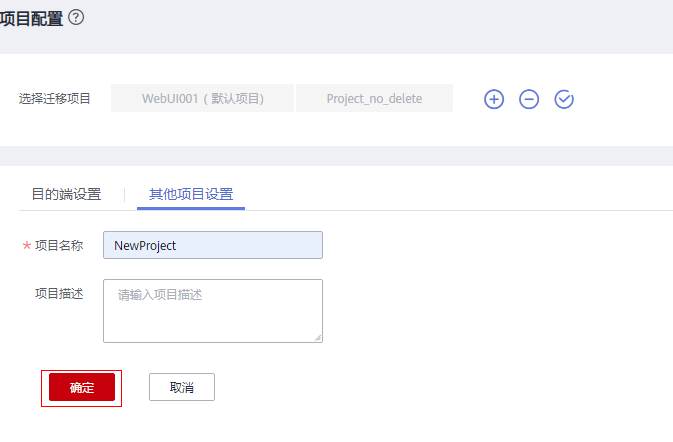 项目配置
选择迁移项目 WebUI001 ( 默认项目) Project_no_delete
目的端设置 其他项目设置
* 项目名称 NewProject
项目描述 请输入项目描述
确定 取消